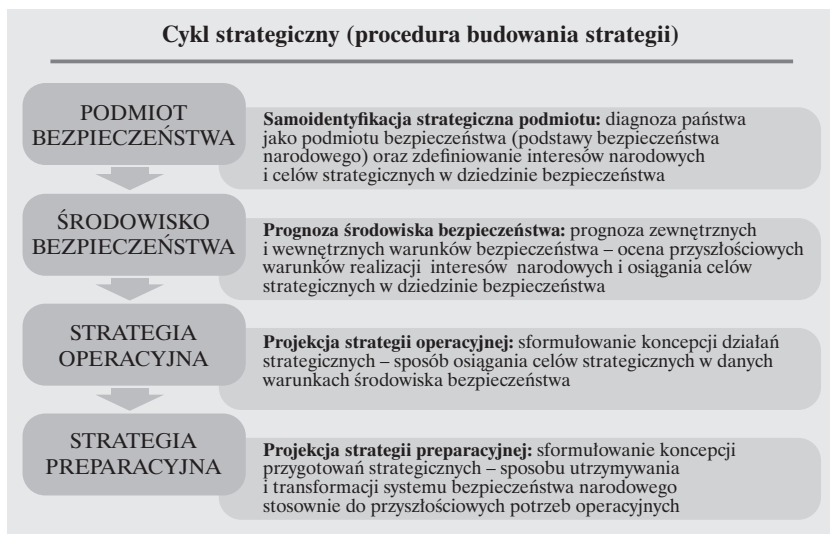 Cykl strategiczny (procedura budowania strategii)
PODMIOT
BEZPIECZEŃSTWA
Samoidentyfikacja strategiczna podmiotu: diagnoza państwa
jako podmiotu bezpieczeństwa (podstawy bezpieczeństwa
narodowego) oraz zdefiniowanie interesów narodowych
i celów strategicznych w dziedzinie bezpieczeństwa
ŚRODOWISKO
BEZPIECZEŃSTWA
Prognoza środowiska bezpieczeństwa: prognoza zewnętrznych
i wewnętrznych warunków bezpieczeństwa – ocena przyszłościowych
warunków realizacji interesów narodowych i osiągania celów
strategicznych w dziedzinie bezpieczeństwa
STRATEGIA
OPERACYJNA
Projekcja strategii operacyjnej: sformułowanie koncepcji działań
strategicznych – sposób osiągania celów strategicznych w danych
warunkach środowiska bezpieczeństwa
STRATEGIA
PREPARACYJNA
Projekcja strategii preparacyjnej: sformułowanie koncepcji
przygotowań strategicznych – sposobu utrzymywania
i transformacji systemu bezpieczeństwa narodowego
stosownie do przyszłościowych potrzeb operacyjnych